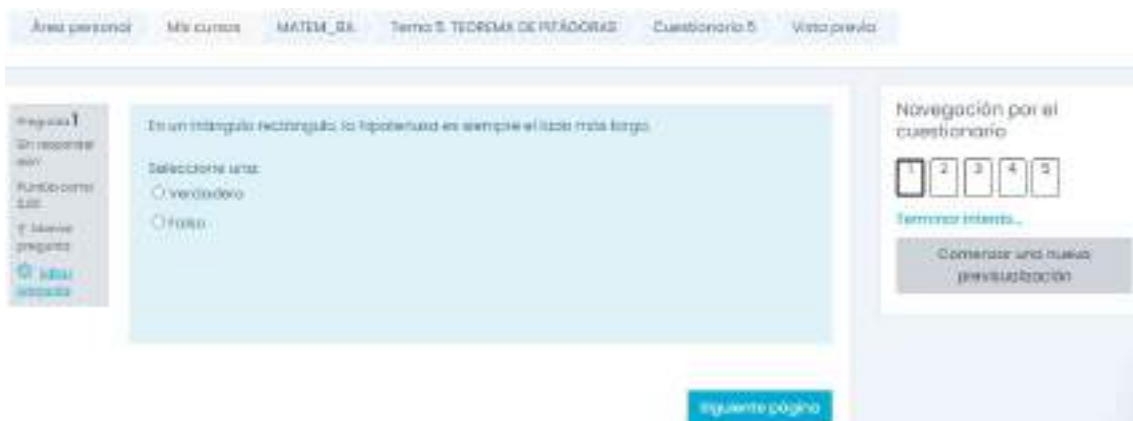 Área personal Mis cursos MATEM_BA Tema 5. TEOREMA DE PITÁGORAS Cuestionario 5 Vista previa
Pregunta 1
Sin responder
aún
Puntúa como
Marcar
pregunta
Editar
pregunta
En un triángulo rectángulo, la hipotenusa es siempre el lado más largo.
Seleccione una:
Verdadero
Falso
Siguiente página
Navegación por el
cuestionario
1 2 3 4 5
Terminar intento...
Comenzar una nueva
previsualización